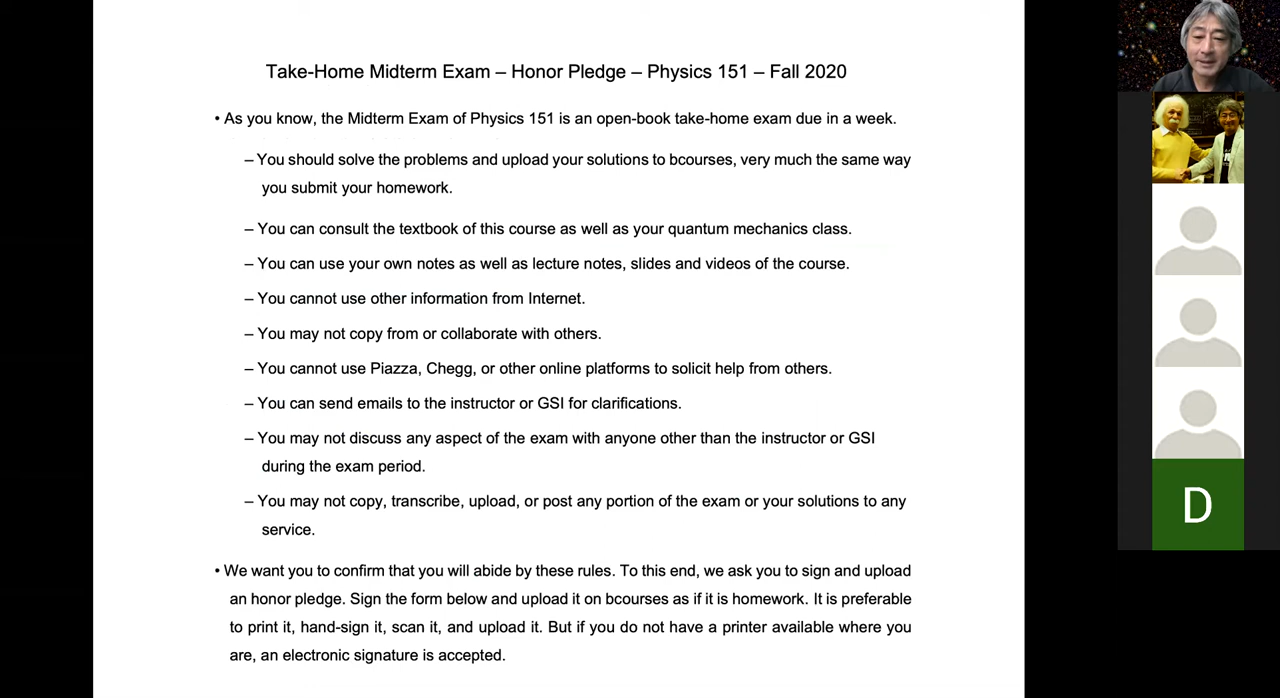 Take-Home Midterm Exam – Honor Pledge – Physics 151 – Fall 2020
• As you know, the Midterm Exam of Physics 151 is an open-book take-home exam due in a week.
– You should solve the problems and upload your solutions to bcourses, very much the same way
you submit your homework.
– You can consult the textbook of this course as well as your quantum mechanics class.
– You can use your own notes as well as lecture notes, slides and videos of the course.
– You cannot use other information from Internet.
– You may not copy from or collaborate with others.
– You cannot use Piazza, Chegg, or other online platforms to solicit help from others.
– You can send emails to the instructor or GSI for clarifications.
– You may not discuss any aspect of the exam with anyone other than the instructor or GSI
during the exam period.
– You may not copy, transcribe, upload, or post any portion of the exam or your solutions to any
service.
• We want you to confirm that you will abide by these rules. To this end, we ask you to sign and upload
an honor pledge. Sign the form below and upload it on bcourses as if it is homework. It is preferable
to print it, hand-sign it, scan it, and upload it. But if you do not have a printer available where you
are, an electronic signature is accepted.
D